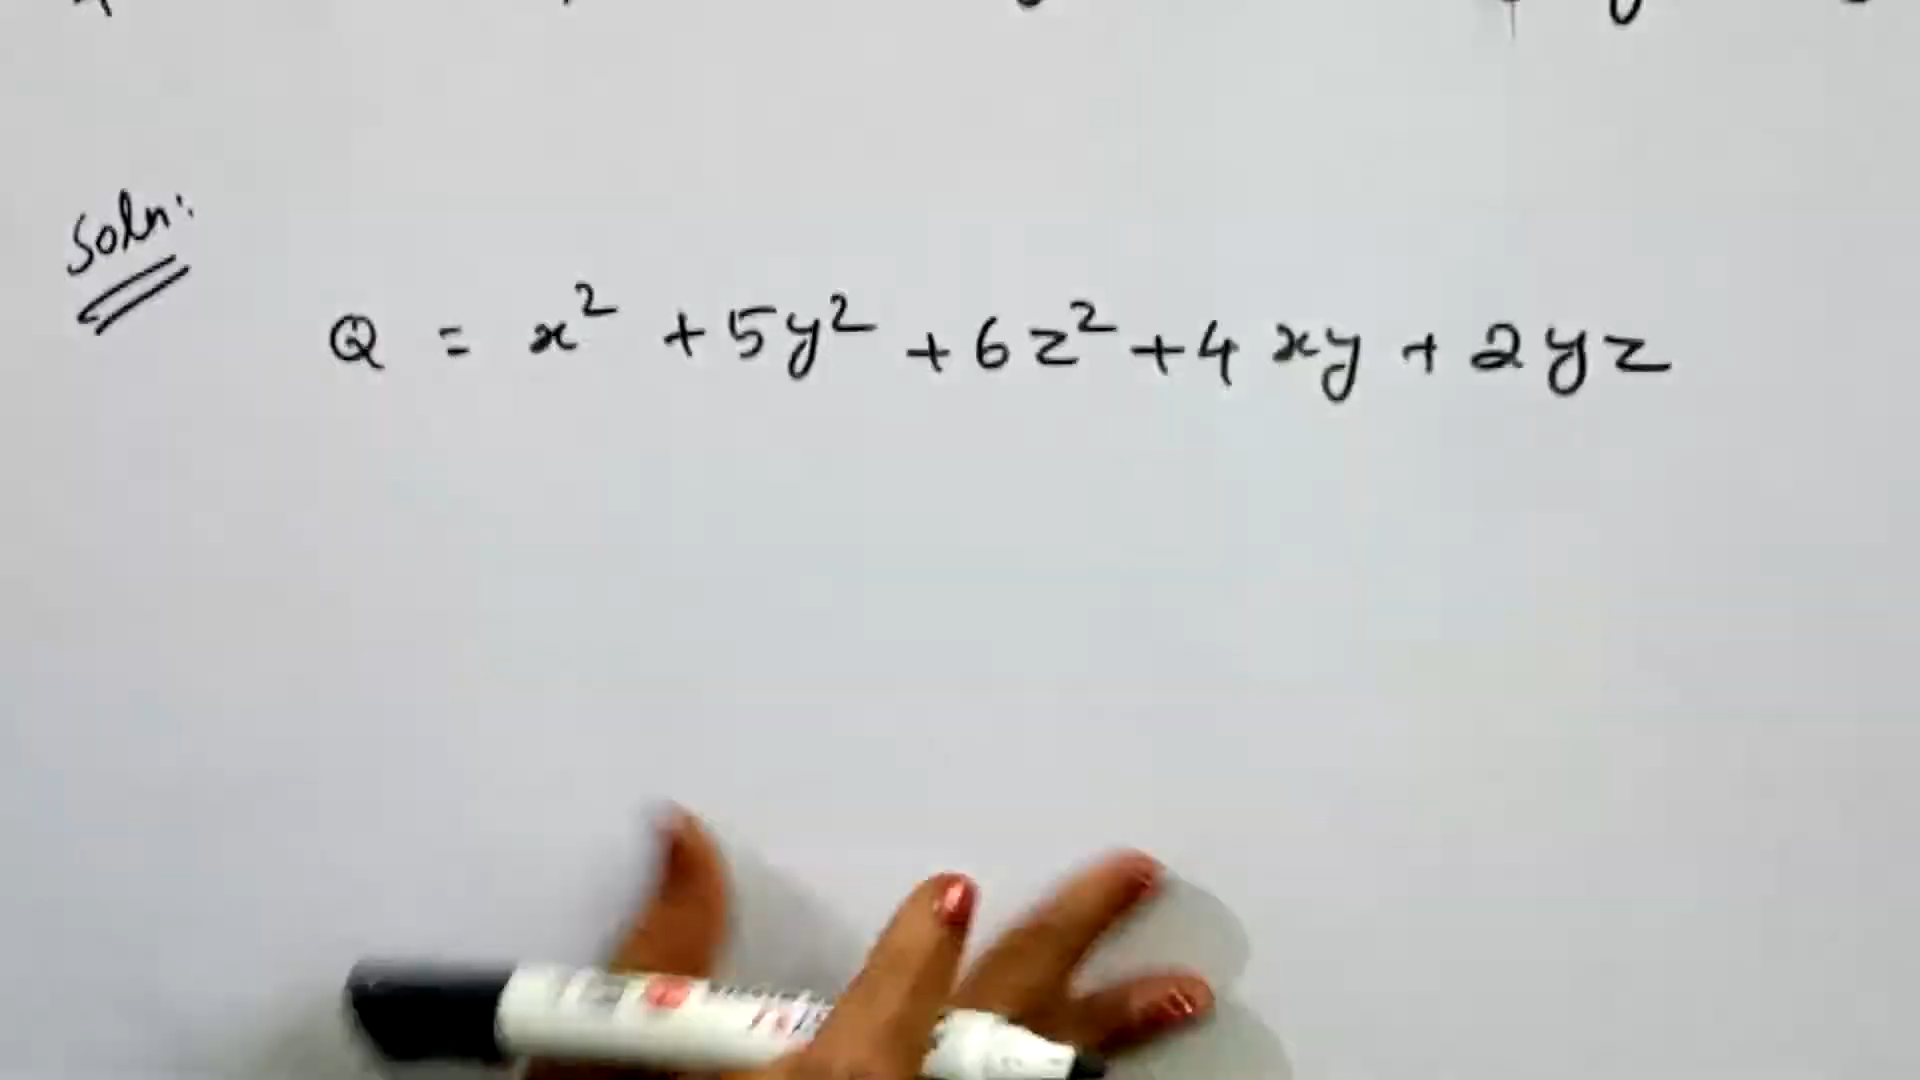 Soln:
Q = x² + 5y² + 6z² + 4xy + 2yz